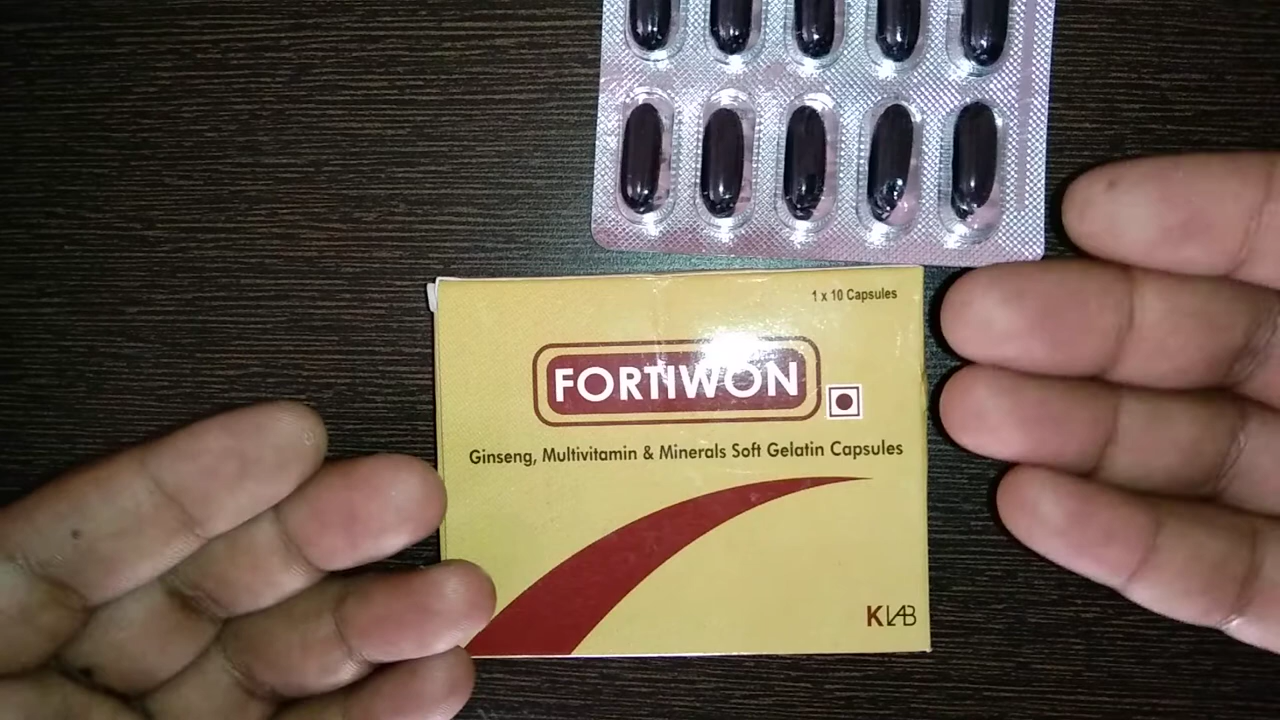 1 x 10 Capsules
FORTIWON
Ginseng, Multivitamin & Minerals Soft Gelatin Capsules
KLAB